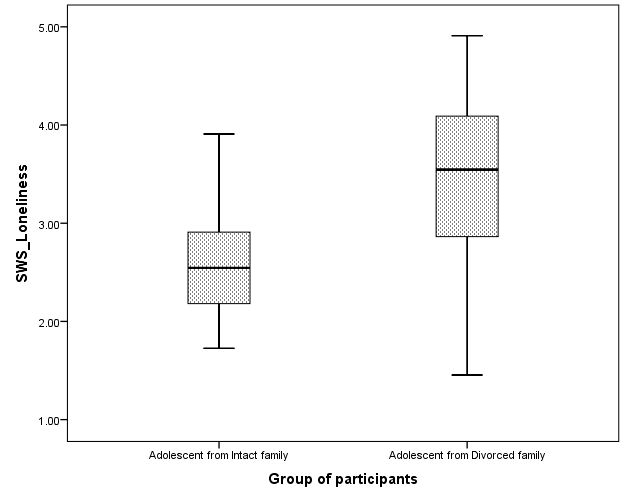 5.00
4.00
3.00
2.00
1.00
SWS_Loneliness
Adolescent from Intact family
Adolescent from Divorced family
Group of participants